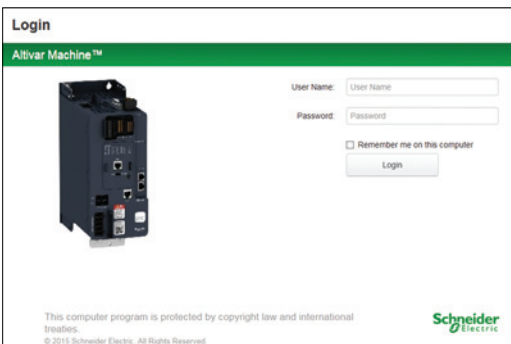 Login
Altivar Machine™
User Name:
User Name
Password:
Password
Remember me on this computer
Login
This computer program is protected by copyright law and international
treaties.
© 2015 Schneider Electric. All Rights Reserved.
Schneider
Electric